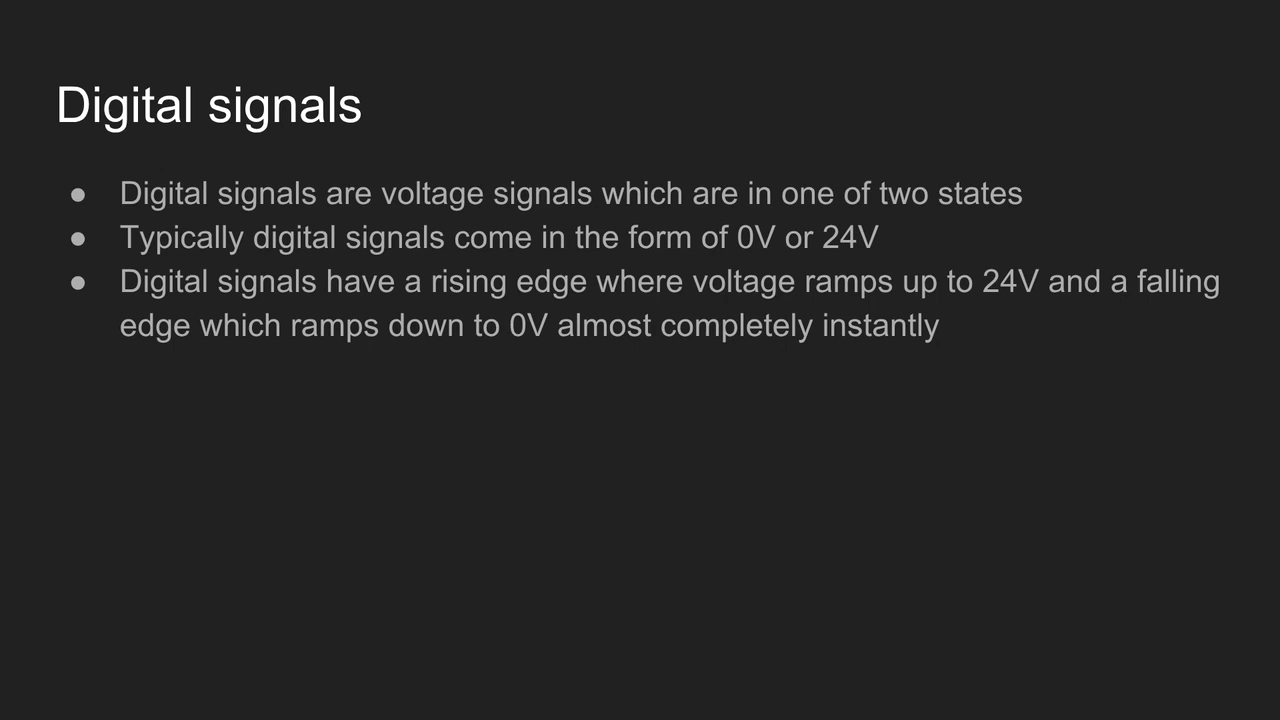 Digital signals
● Digital signals are voltage signals which are in one of two states
● Typically digital signals come in the form of 0V or 24V
● Digital signals have a rising edge where voltage ramps up to 24V and a falling
edge which ramps down to 0V almost completely instantly